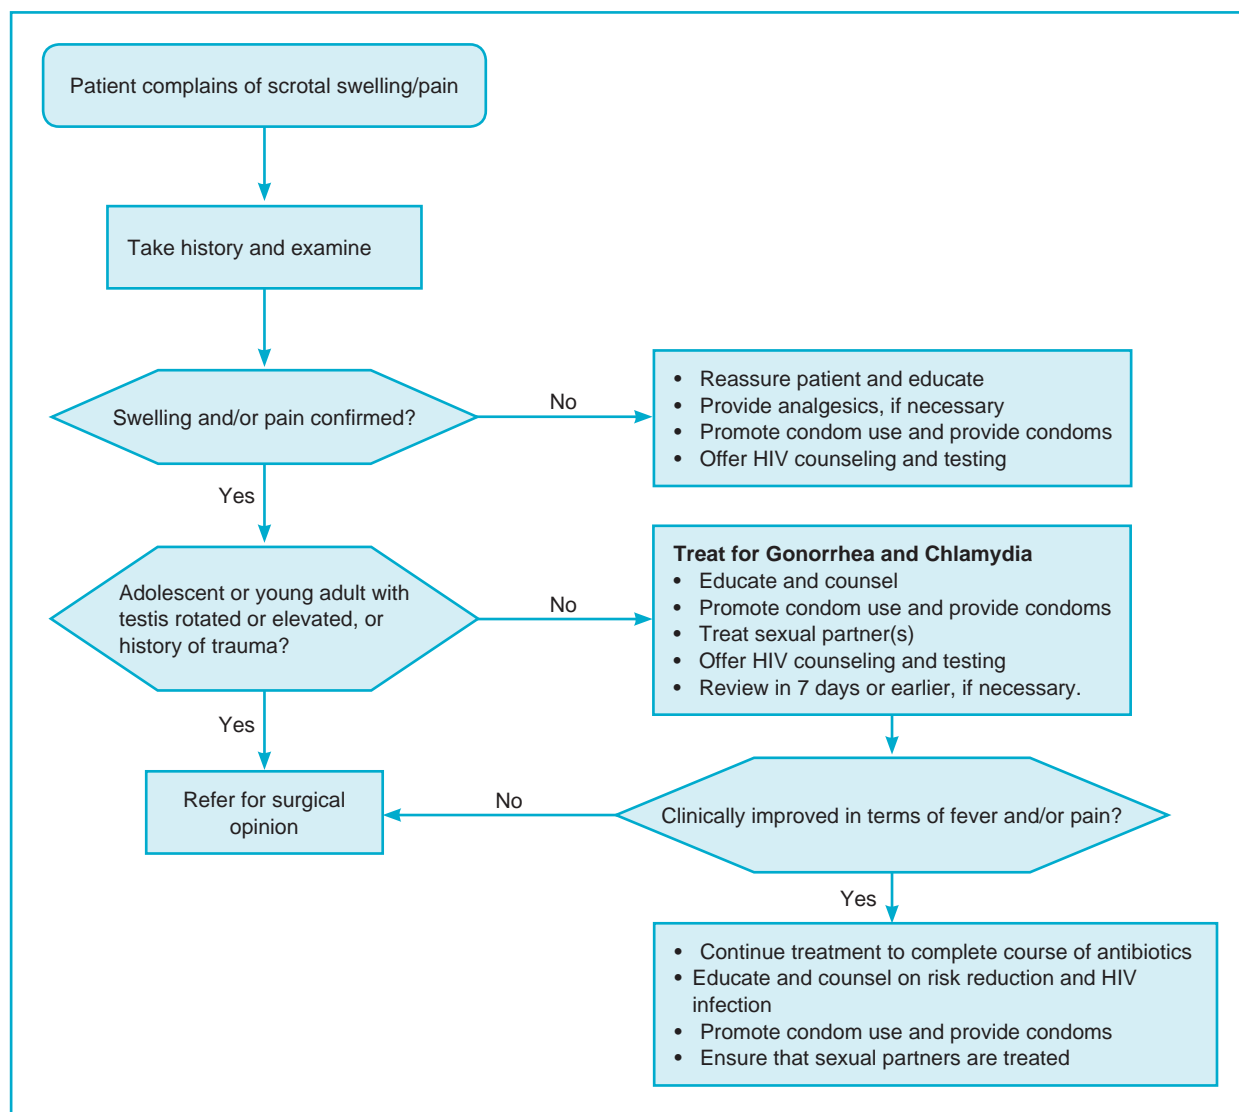 Patient complains of scrotal swelling/pain
Take history and examine
Swelling and/or pain confirmed?
No
• Reassure patient and educate
• Provide analgesics, if necessary
• Promote condom use and provide condoms
• Offer HIV counseling and testing
Yes
Adolescent or young adult with
testis rotated or elevated, or
history of trauma?
No
Treat for Gonorrhea and Chlamydia
• Educate and counsel
• Promote condom use and provide condoms
• Treat sexual partner(s)
• Offer HIV counseling and testing
• Review in 7 days or earlier, if necessary.
Yes
Refer for surgical
opinion
No
Clinically improved in terms of fever and/or pain?
Yes
• Continue treatment to complete course of antibiotics
• Educate and counsel on risk reduction and HIV
infection
• Promote condom use and provide condoms
• Ensure that sexual partners are treated